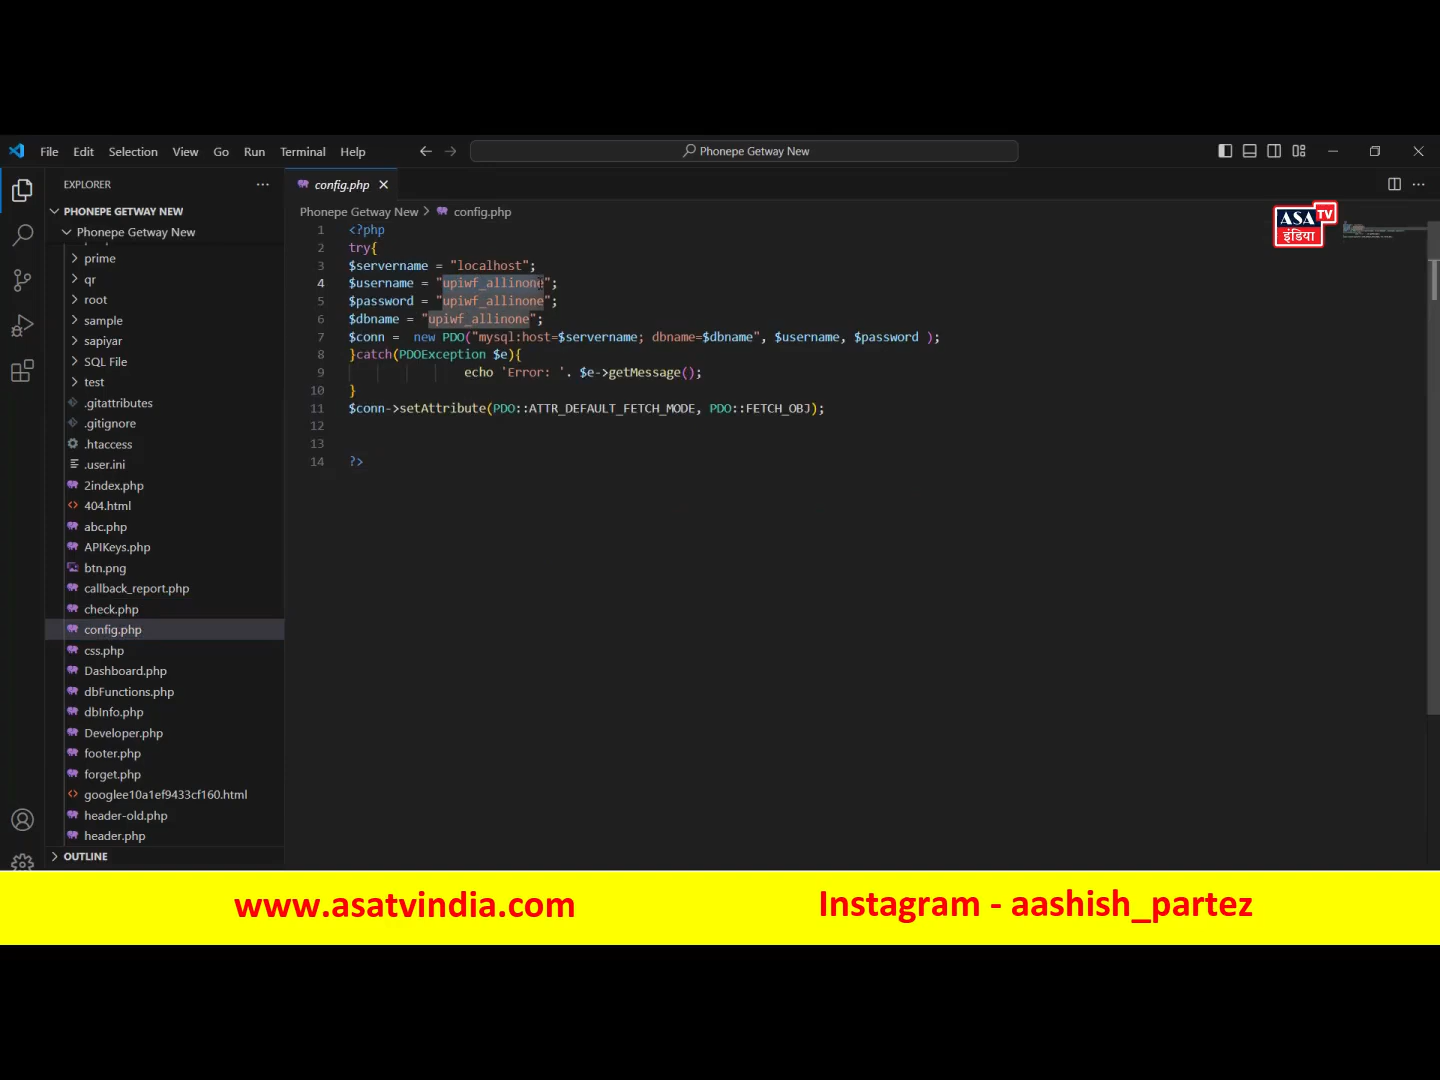 File Edit Selection View Go Run Terminal Help
Phonepe Getway New
EXPLORER
PHONEPE GETWAY NEW
Phonepe Getway New
prime
qr
root
sample
sapiyar
SQL File
test
.gitattributes
.gitignore
.htaccess
.user.ini
2index.php
404.html
abc.php
APIKeys.php
btn.png
callback_report.php
check.php
config.php
css.php
Dashboard.php
dbFunctions.php
dbInfo.php
Developer.php
footer.php
forget.php
googlee10a1ef9433cf160.html
header-old.php
header.php
OUTLINE
config.php
Phonepe Getway New > config.php
1 <?php
2 try{
3 $servername = "localhost";
4 $username = "upiwf_allinone";
5 $password = "upiwf_allinone";
6 $dbname = "upiwf_allinone";
7 $conn =  new PDO("mysql:host=$servername; dbname=$dbname", $username, $password );
8 }catch(PDOException $e){
9 echo 'Error: '. $e->getMessage();
10 }
11 $conn->setAttribute(PDO::ATTR_DEFAULT_FETCH_MODE, PDO::FETCH_OBJ);
12
13
14 ?>
ASA TV
इंडिया
www.asatvindia.com
Instagram - aashish_partez